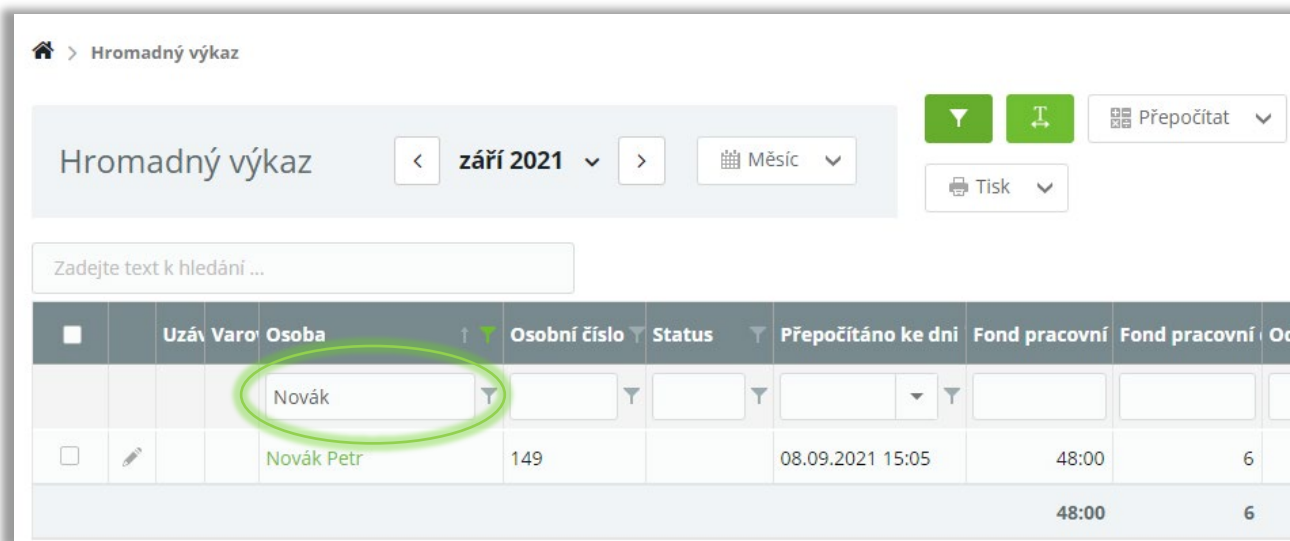 Hromadný výkaz
Přepočítat
Hromadný výkaz září 2021 Měsíc
Tisk
Zadejte text k hledání ...
Uzáv Varov Osoba Osobní číslo Status Přepočítáno ke dni Fond pracovní Fond pracovní
Novák
Novák Petr 149 08.09.2021 15:05 48:00 6
48:00 6